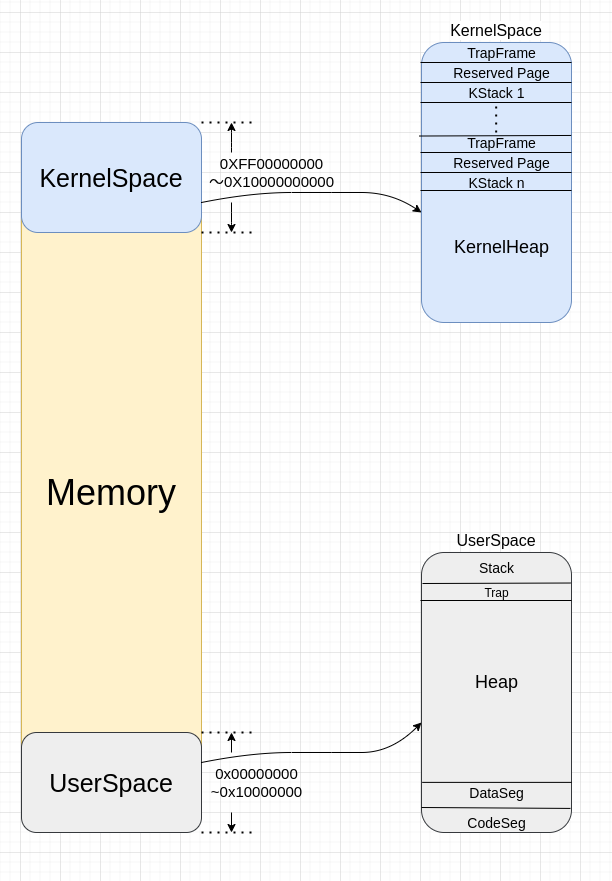 KernelSpace
TrapFrame
Reserved Page
KStack 1
TrapFrame
Reserved Page
KStack n
KernelHeap
KernelSpace
0XFF00000000
～0X10000000000
Memory
UserSpace
Stack
Trap
Heap
DataSeg
CodeSeg
UserSpace
0x00000000
~0x10000000